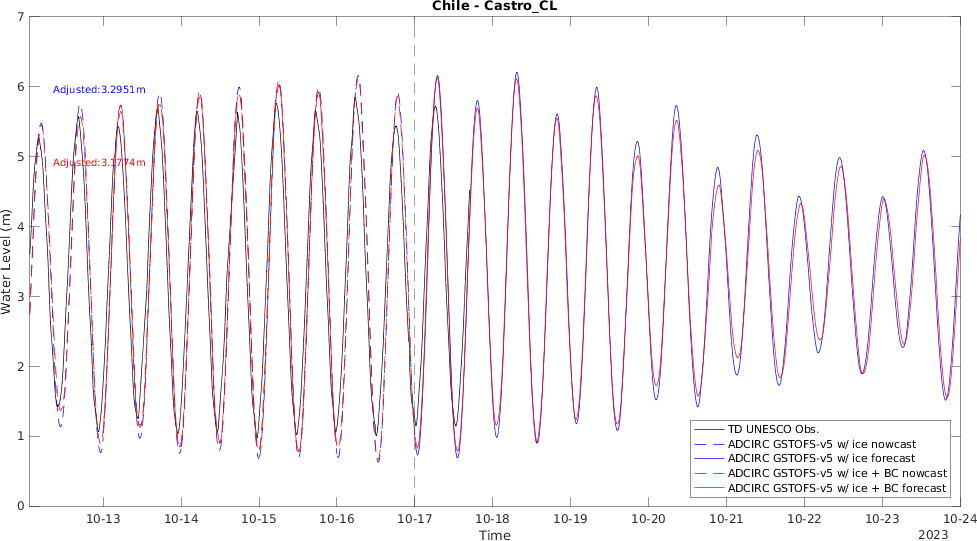 Chile - Castro_CL
7
6
5
4
3
2
1
0
Water Level (m)
Adjusted:3.2951m
Adjusted:3.1774m
TD UNESCO Obs.
ADCIRC GSTOFS-v5 w/ ice nowcast
ADCIRC GSTOFS-v5 w/ ice forecast
ADCIRC GSTOFS-v5 w/ ice + BC nowcast
ADCIRC GSTOFS-v5 w/ ice + BC forecast
10-13 10-14 10-15 10-16 10-17 10-18 10-19 10-20 10-21 10-22 10-23 10-24
Time
2023